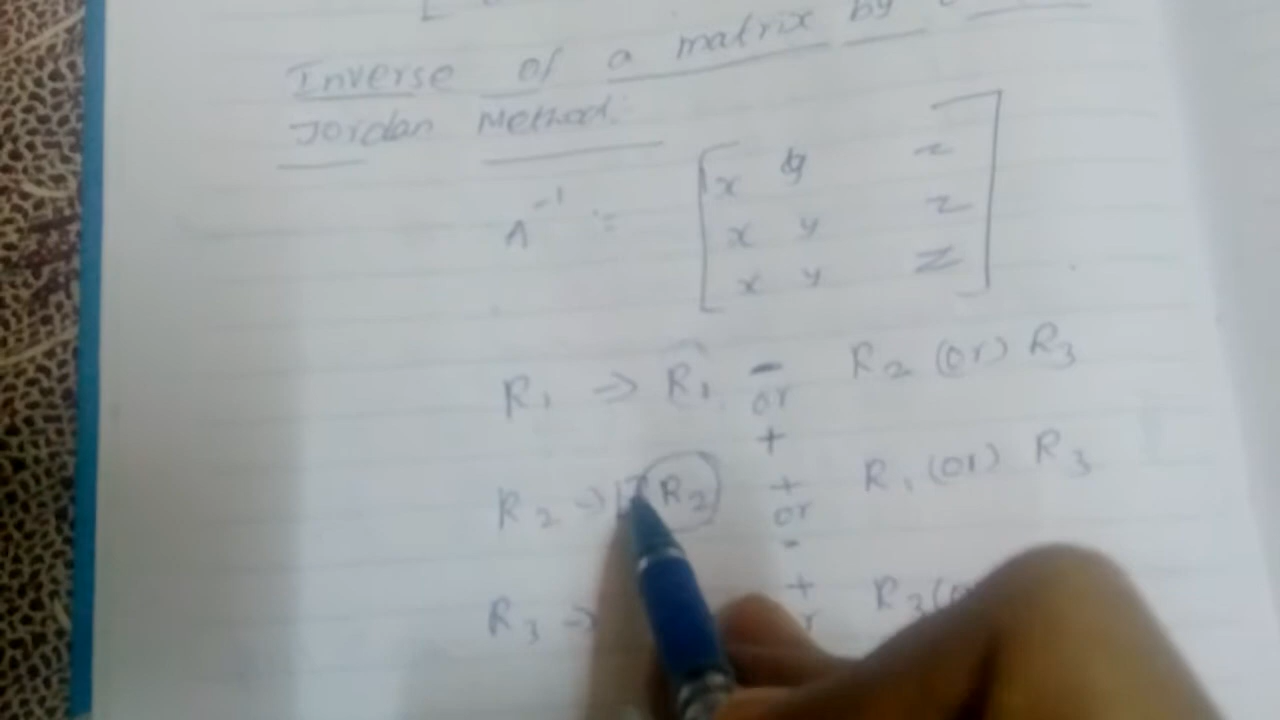 Inverse of a matrix by
Jordan Method:
A⁻¹ = [x y z
x y z
x y z]
R₁ → R₁ - R₂ (or) R₃
or
+
R₂ → R₂ + R₁ (or) R₃
or
-
R₃ → + R₃ (